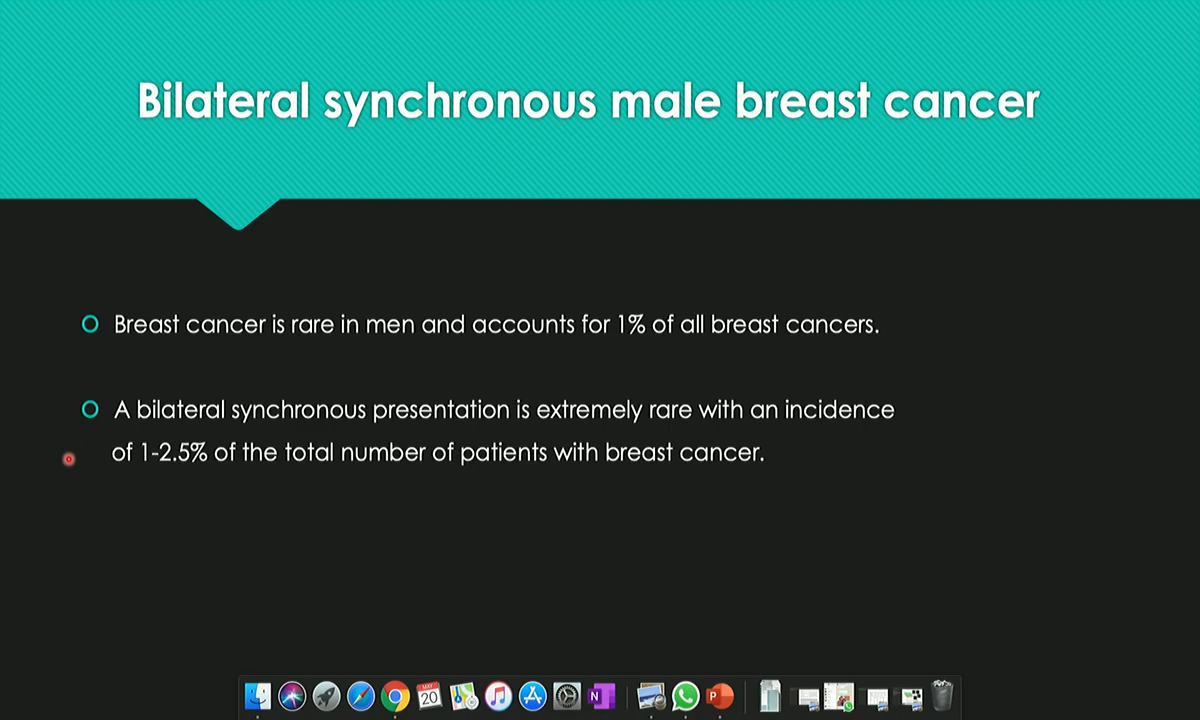 Bilateral synchronous male breast cancer
Breast cancer is rare in men and accounts for 1% of all breast cancers.
A bilateral synchronous presentation is extremely rare with an incidence
of 1-2.5% of the total number of patients with breast cancer.
MAY
20
N
P